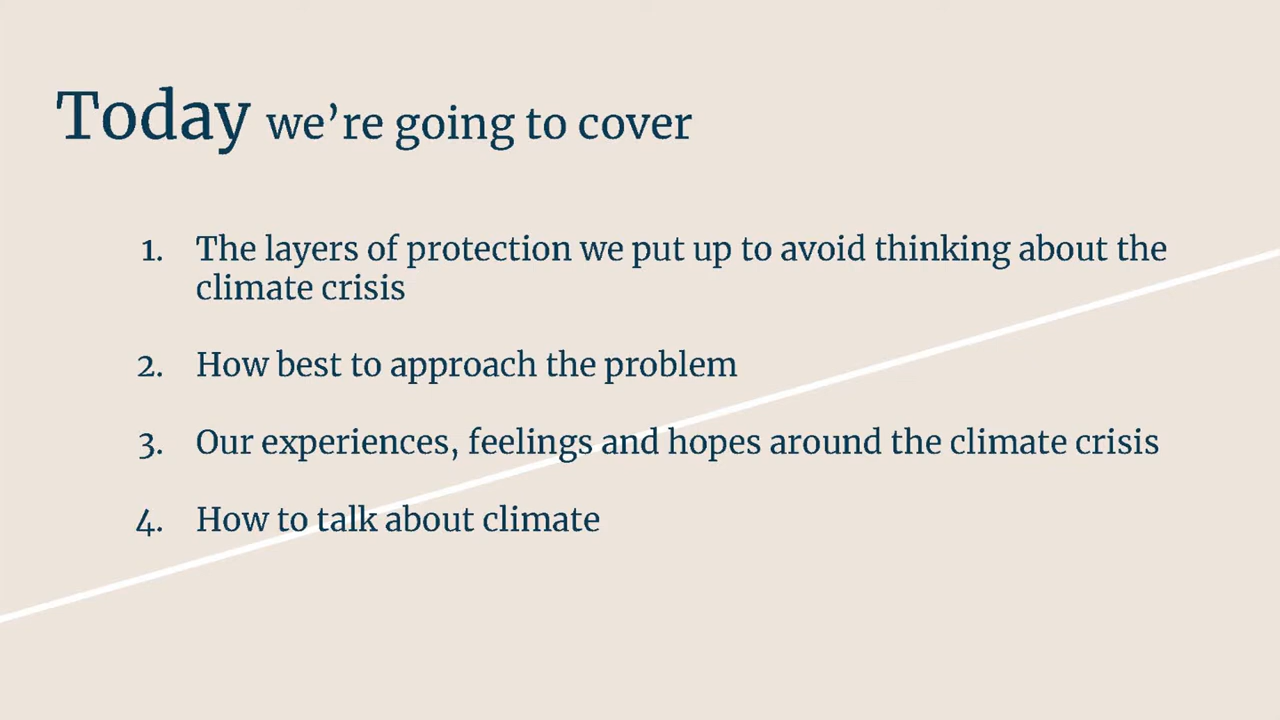 Today we’re going to cover
1. The layers of protection we put up to avoid thinking about the
climate crisis
2. How best to approach the problem
3. Our experiences, feelings and hopes around the climate crisis
4. How to talk about climate